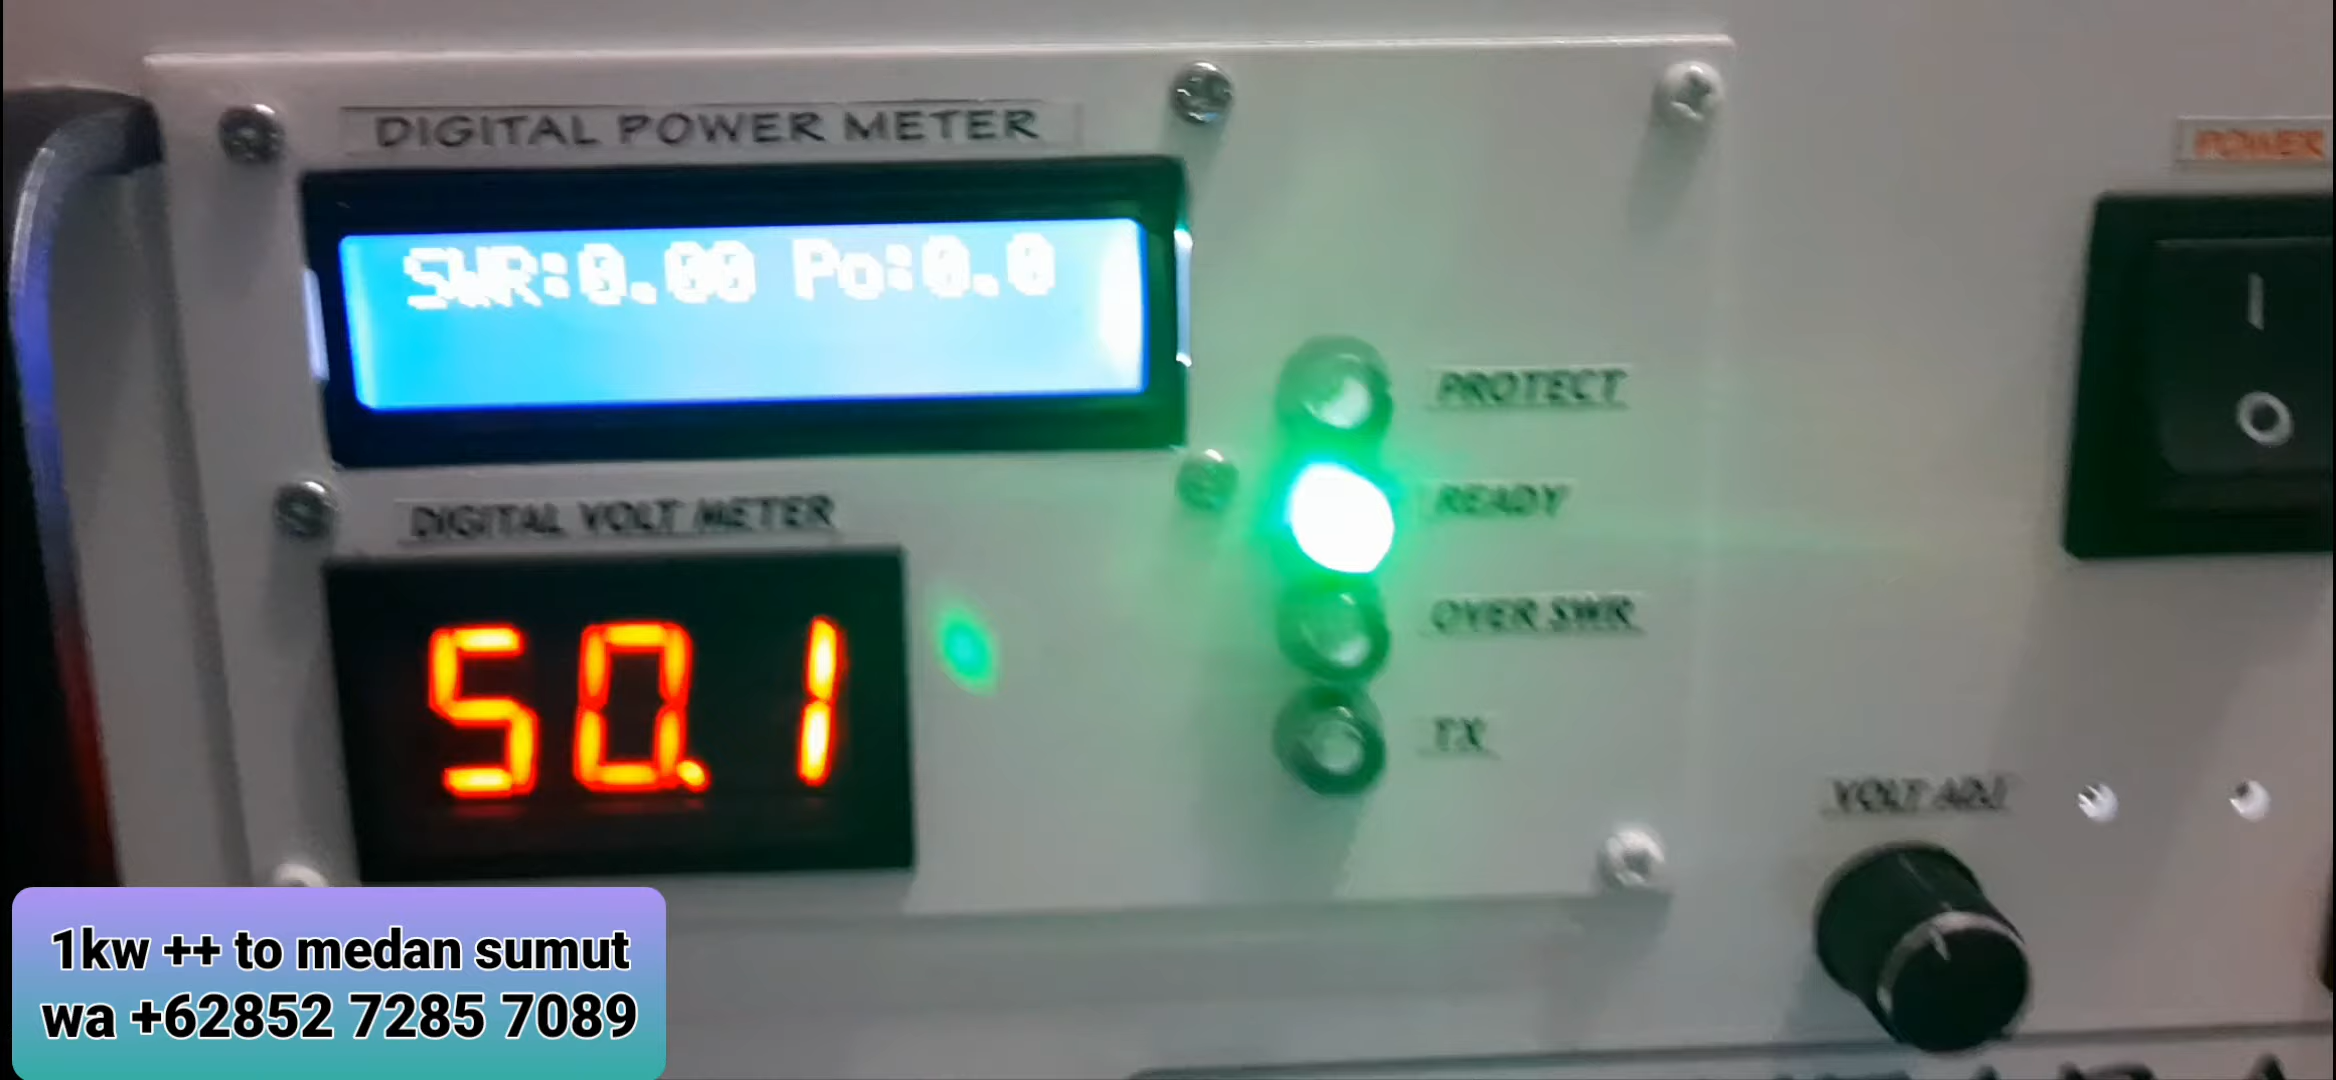 DIGITAL POWER METER
SWR:0.00 Po:0.0
POWER
PROTECT
READY
DIGITAL VOLT METER
50.1
OVER SWR
TX
VOLT ADJ
1kw ++ to medan sumut
wa +62852 7285 7089